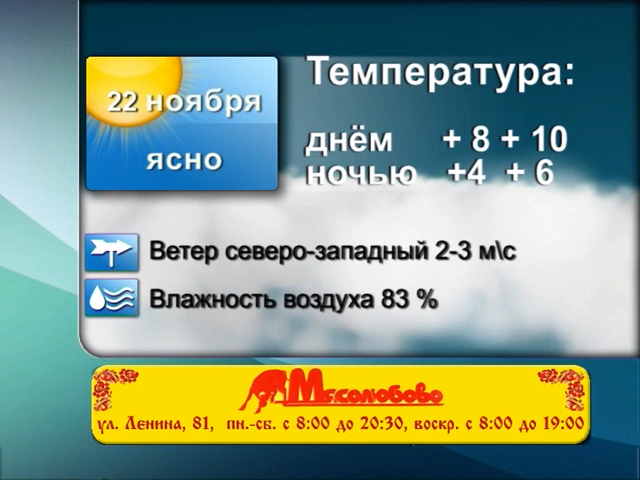 22 ноября
ясно
Температура:
днём + 8 + 10
ночью +4 + 6
Ветер северо-западный 2-3 м\с
Влажность воздуха 83 %
Мясолюбово
ул. Ленина, 81, пн.-сб. с 8:00 до 20:30, воскр. с 8:00 до 19:00